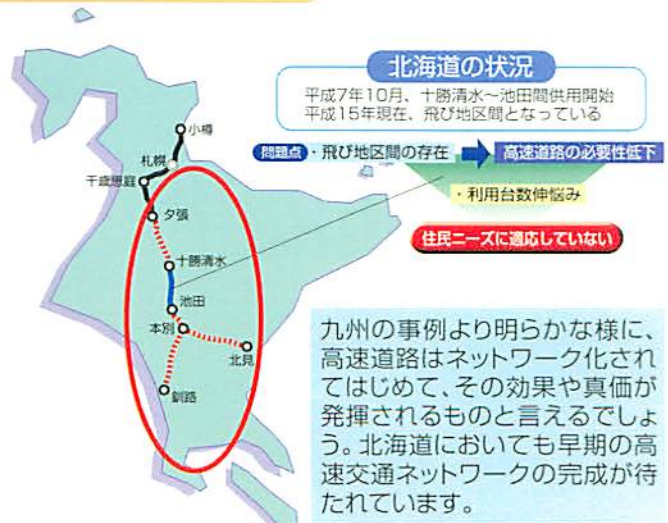 北海道の状況
平成7年10月、十勝清水～池田間供用開始
平成15年現在、飛び地区間となっている
問題点・飛び地区間の存在
高速道路の必要性低下
・利用台数伸悩み
住民ニーズに適応していない
小樽
札幌
千歳恵庭
夕張
十勝清水
池田
本別
北見
釧路
九州の事例より明らかな様に、
高速道路はネットワーク化され
てはじめて、その効果や真価が
発揮されるものと言えるでしょ
う。北海道においても早期の高
速交通ネットワークの完成が待
たれています。